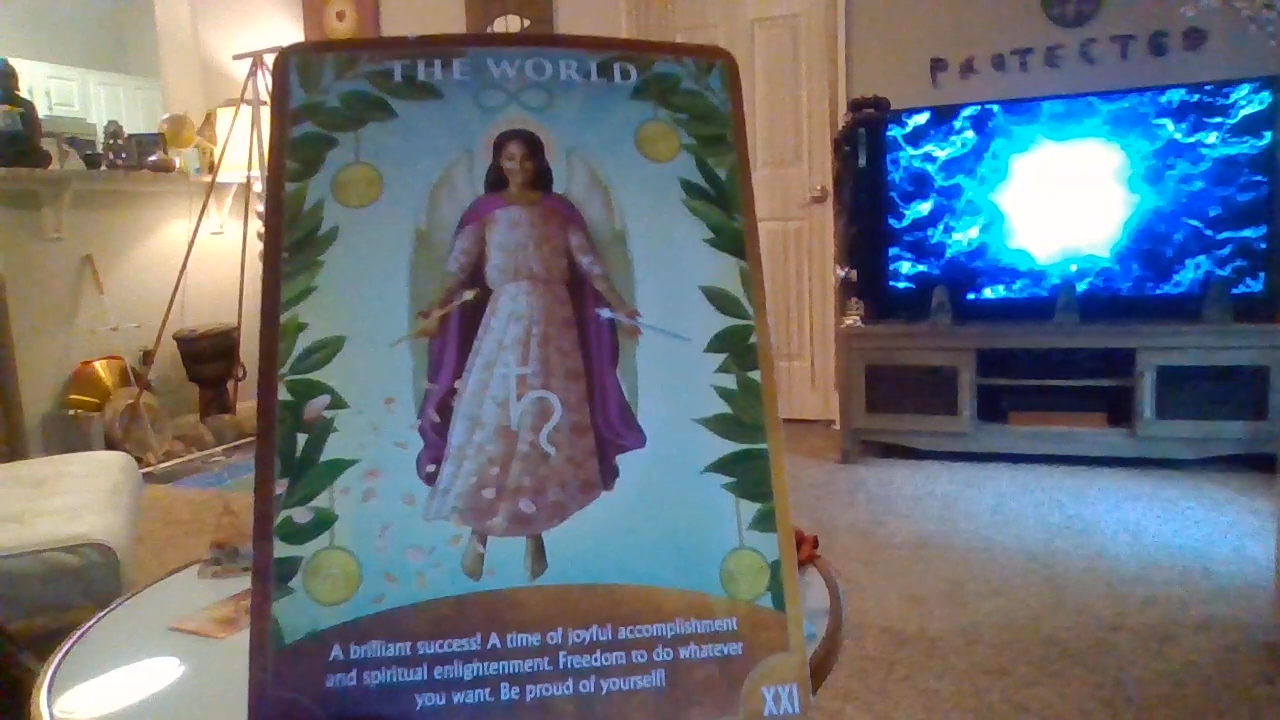 THE WORLD
PROTECTED
A brilliant success! A time of joyful accomplishment
and spiritual enlightenment. Freedom to do whatever
you want. Be proud of yourself!
XXI